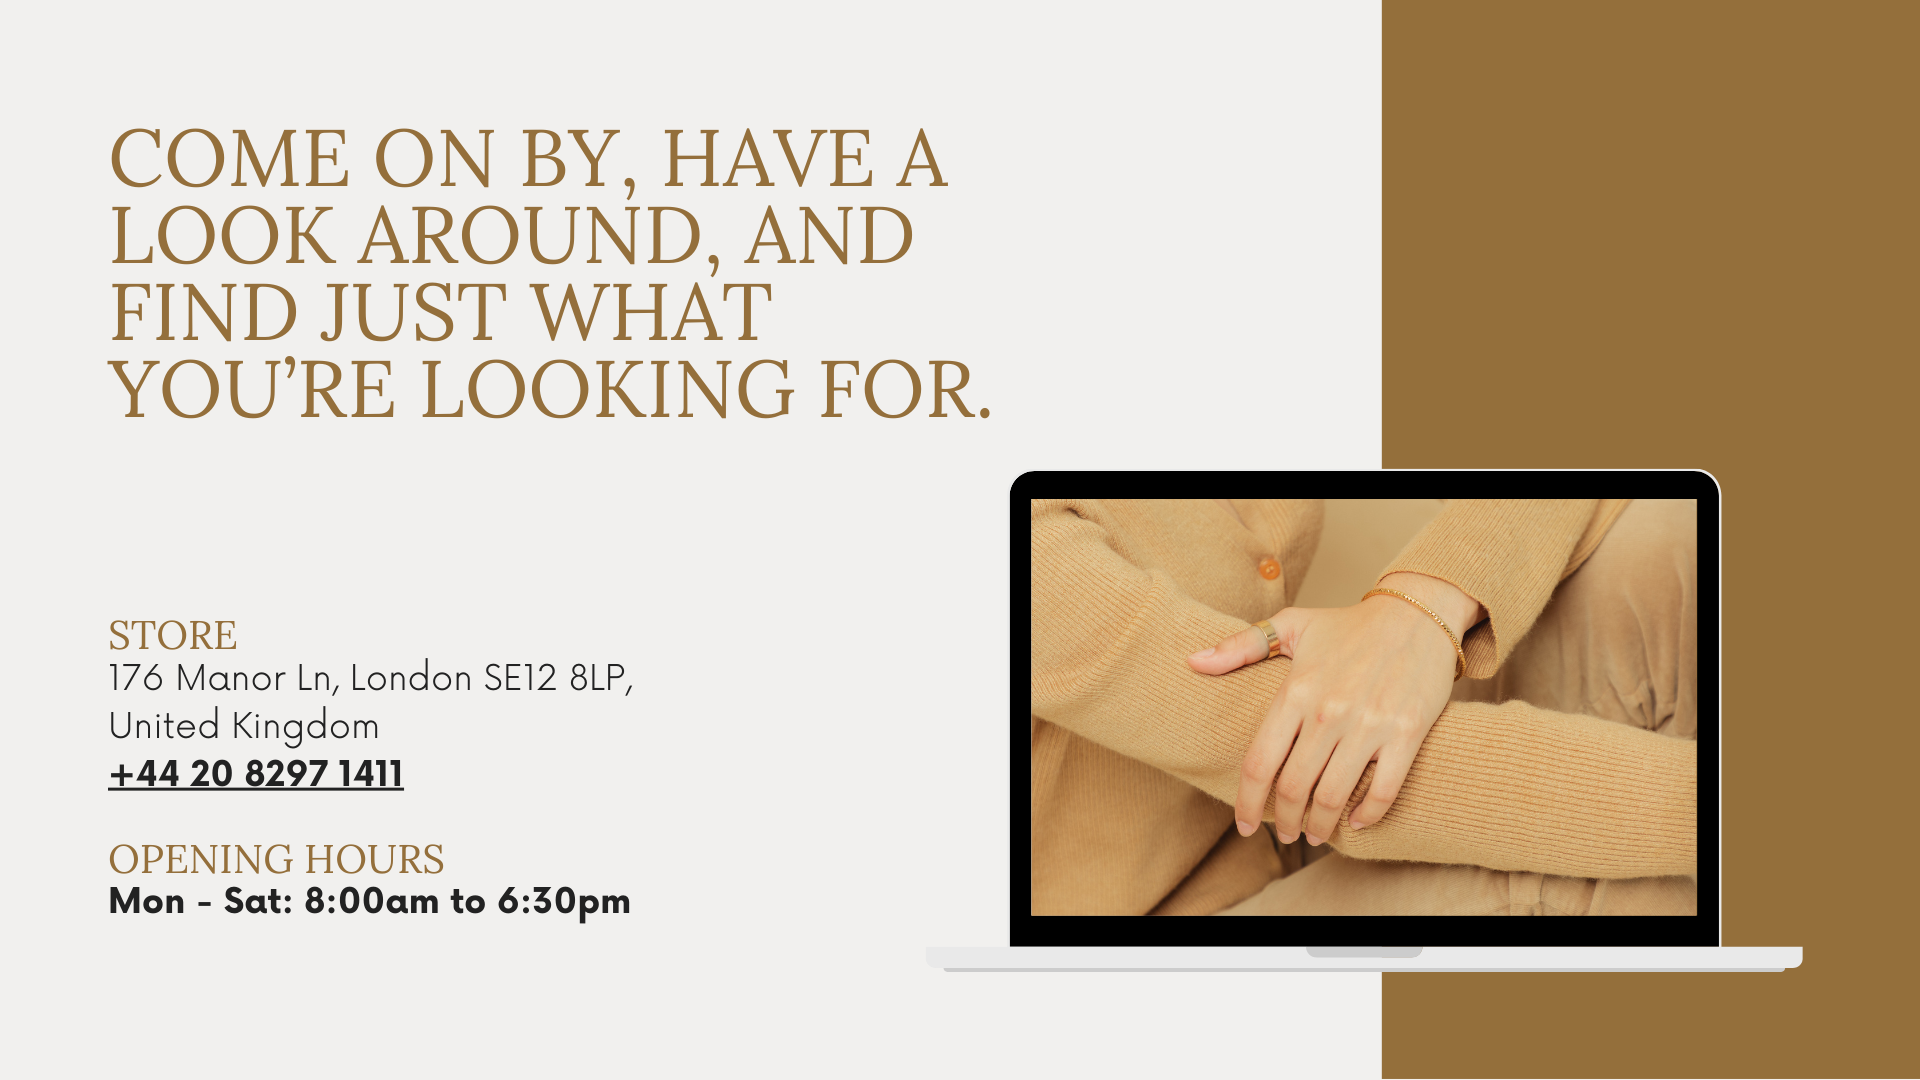 COME ON BY, HAVE A
LOOK AROUND, AND
FIND JUST WHAT
YOU’RE LOOKING FOR.
STORE
176 Manor Ln, London SE12 8LP,
United Kingdom
+44 20 8297 1411
OPENING HOURS
Mon - Sat: 8:00am to 6:30pm